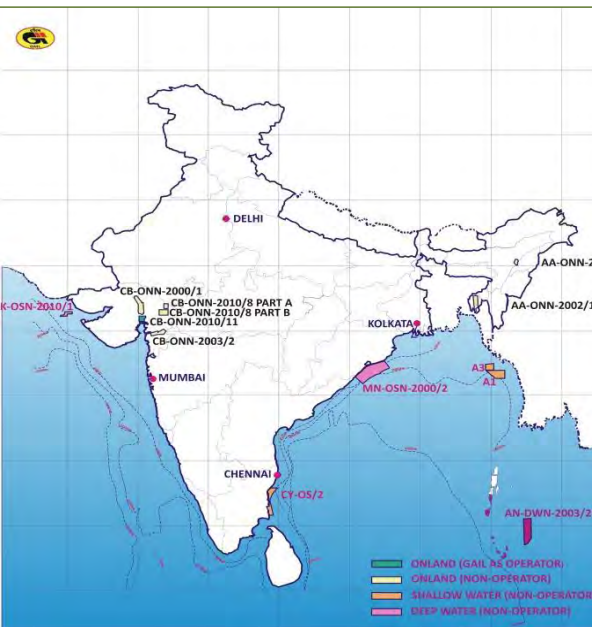 DELHI
AA-ONN-2
CB-ONN-2000/1
K-OSN-2010/1
CB-ONN-2010/8 PART A
CB-ONN-2010/8 PART B
AA-ONN-2002/1
CB-ONN-2010/11
KOLKATA
CB-ONN-2003/2
MUMBAI
A3
A1
MN-OSN-2000/2
CHENNAI
CY-OS/2
AN-DWN-2003/2
ONLAND (GAIL AS OPERATOR)
ONLAND (NON-OPERATOR)
SHALLOW WATER (NON-OPERATOR
DEEP WATER (NON-OPERATOR)